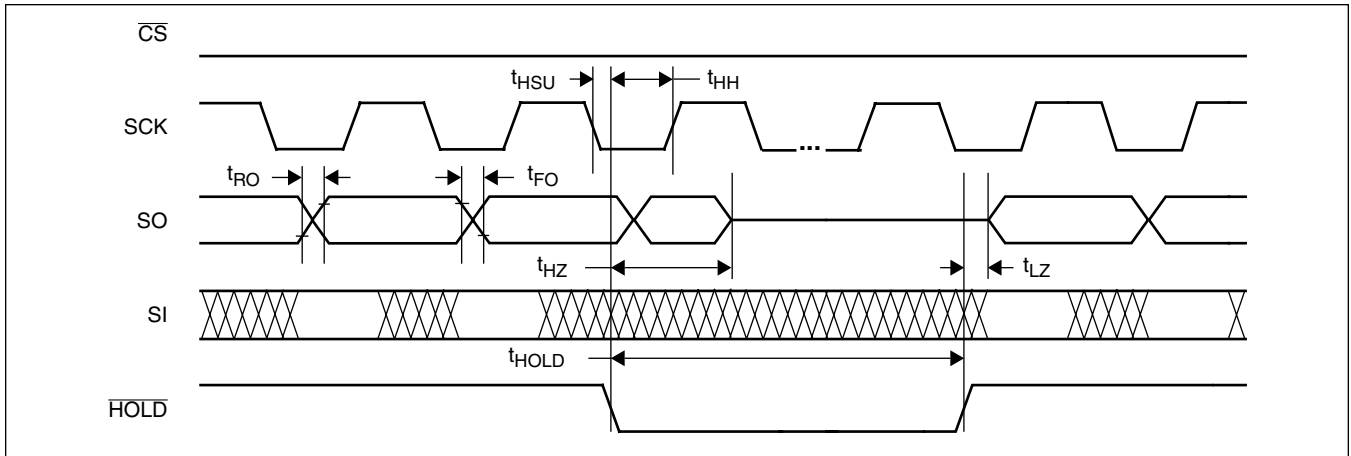 CS
tHSU
tHH
SCK
...
tRO
tFO
SO
tHZ
tLZ
SI
tHOLD
HOLD